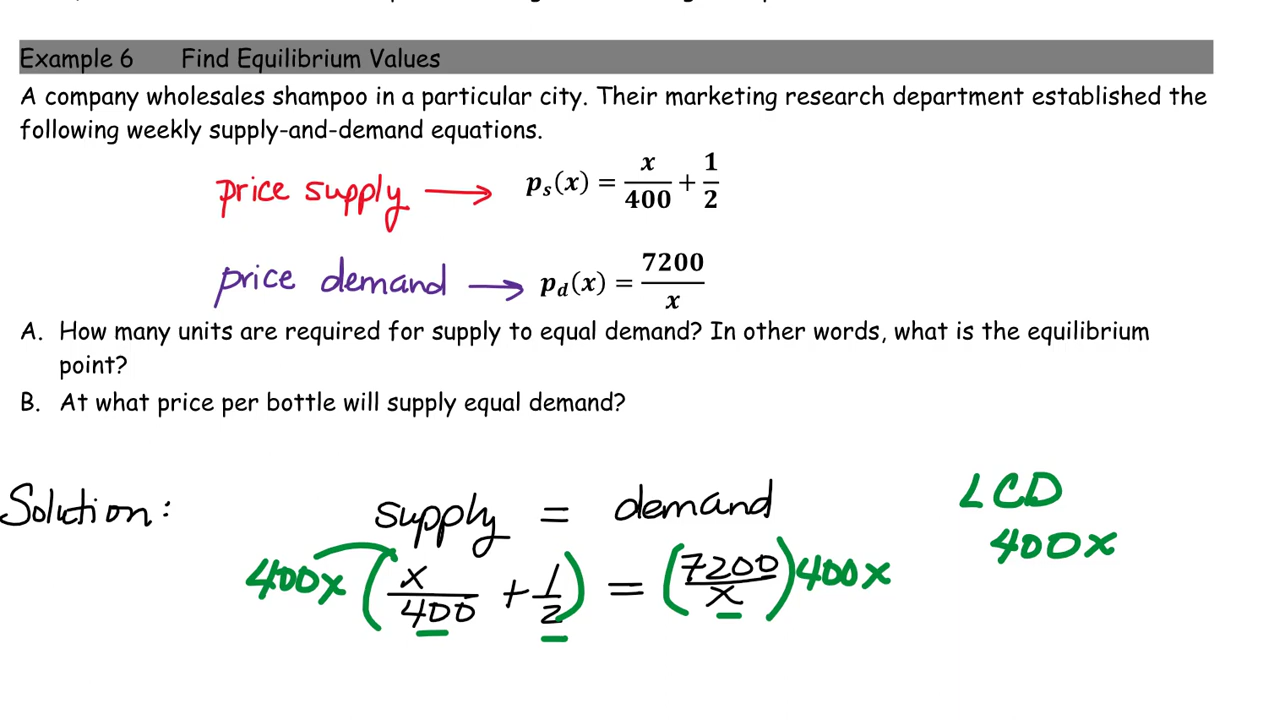 Example 6 Find Equilibrium Values
A company wholesales shampoo in a particular city. Their marketing research department established the
following weekly supply-and-demand equations.
price supply → p_s(x) = x/400 + 1/2
price demand → p_d(x) = 7200/x
A. How many units are required for supply to equal demand? In other words, what is the equilibrium
point?
B. At what price per bottle will supply equal demand?
Solution: supply = demand LCD
400x
400x (x/400 + 1/2) = (7200/x) 400x